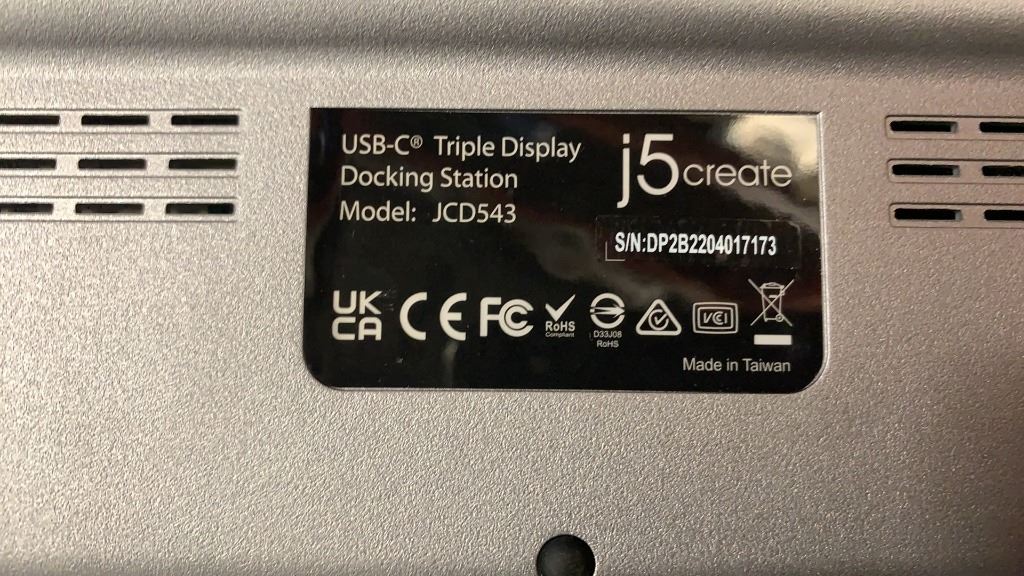 USB-C® Triple Display
Docking Station
Model: JCD543
j5create
S/N:DP2B2204017173
UK
CA
CE
FC
RoHS
Compliant
D33J08
RoHS
VCI
Made in Taiwan